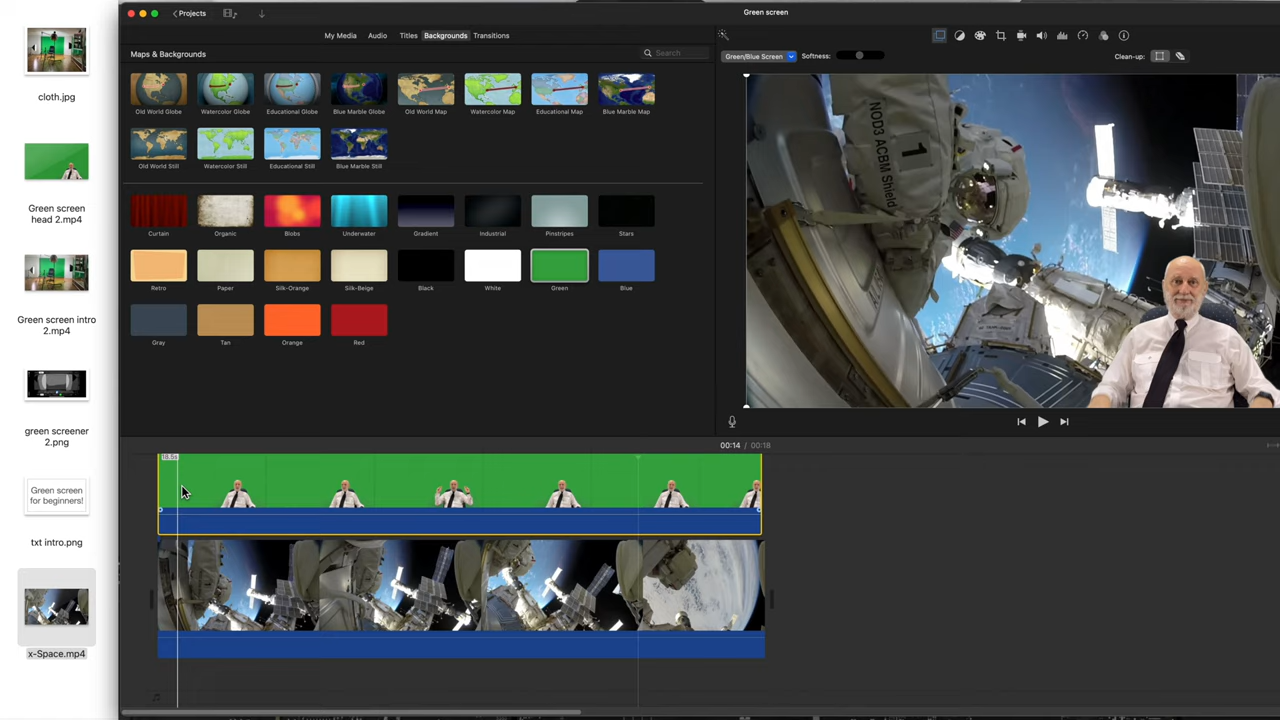 Projects
Green screen
My Media
Audio
Titles
Backgrounds
Transitions
Maps & Backgrounds
Search
Green/Blue Screen
Softness:
Clean-up:
Old World Globe
Watercolor Globe
Educational Globe
Blue Marble Globe
Old World Map
Watercolor Map
Educational Map
Blue Marble Map
Old World Still
Watercolor Still
Educational Still
Blue Marble Still
Curtain
Organic
Blobs
Underwater
Gradient
Industrial
Pinstripes
Stars
Retro
Paper
Silk-Orange
Silk-Beige
Black
White
Green
Blue
Gray
Tan
Orange
Red
NOD3 ACBM Shield
1
00:14 / 00:18
18.5s
cloth.jpg
Green screen
head 2.mp4
Green screen intro
2.mp4
green screener
2.png
Green screen
for beginners!
txt intro.png
x-Space.mp4